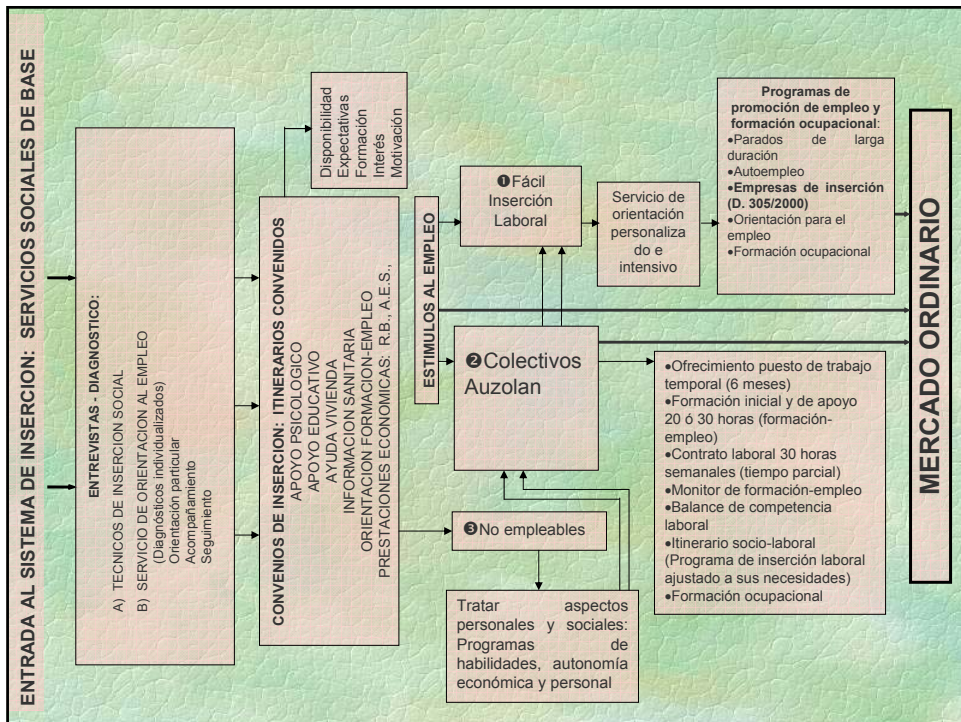 ENTRADA AL SISTEMA DE INSERCION: SERVICIOS SOCIALES DE BASE
ENTREVISTAS - DIAGNOSTICO:
A) TECNICOS DE INSERCION SOCIAL
B) SERVICIO DE ORIENTACION AL EMPLEO
(Diagnósticos individualizados)
Orientación particular
Acompañamiento
Seguimiento
CONVENIOS DE INSERCION: ITINERARIOS CONVENIDOS
APOYO PSICOLOGICO
APOYO EDUCATIVO
AYUDA VIVIENDA
INFORMACION SANITARIA
ORIENTACION FORMACION-EMPLEO
PRESTACIONES ECONOMICAS: R.B., A.E.S.,
Disponibilidad
Expectativas
Formación
Interés
Motivación
ESTIMULOS AL EMPLEO
❶Fácil
Inserción
Laboral
Servicio de
orientación
personaliza
do e
intensivo
Programas de
promoción de empleo y
formación ocupacional:
•Parados de larga
duración
•Autoempleo
•Empresas de inserción
(D. 305/2000)
•Orientación para el
empleo
•Formación ocupacional
❷Colectivos
Auzolan
•Ofrecimiento puesto de trabajo
temporal (6 meses)
•Formación inicial y de apoyo
20 ó 30 horas (formación-
empleo)
•Contrato laboral 30 horas
semanales (tiempo parcial)
•Monitor de formación-empleo
•Balance de competencia
laboral
•Itinerario socio-laboral
(Programa de inserción laboral
ajustado a sus necesidades)
•Formación ocupacional
❸No empleables
Tratar aspectos
personales y sociales:
Programas de
habilidades, autonomía
económica y personal
MERCADO ORDINARIO